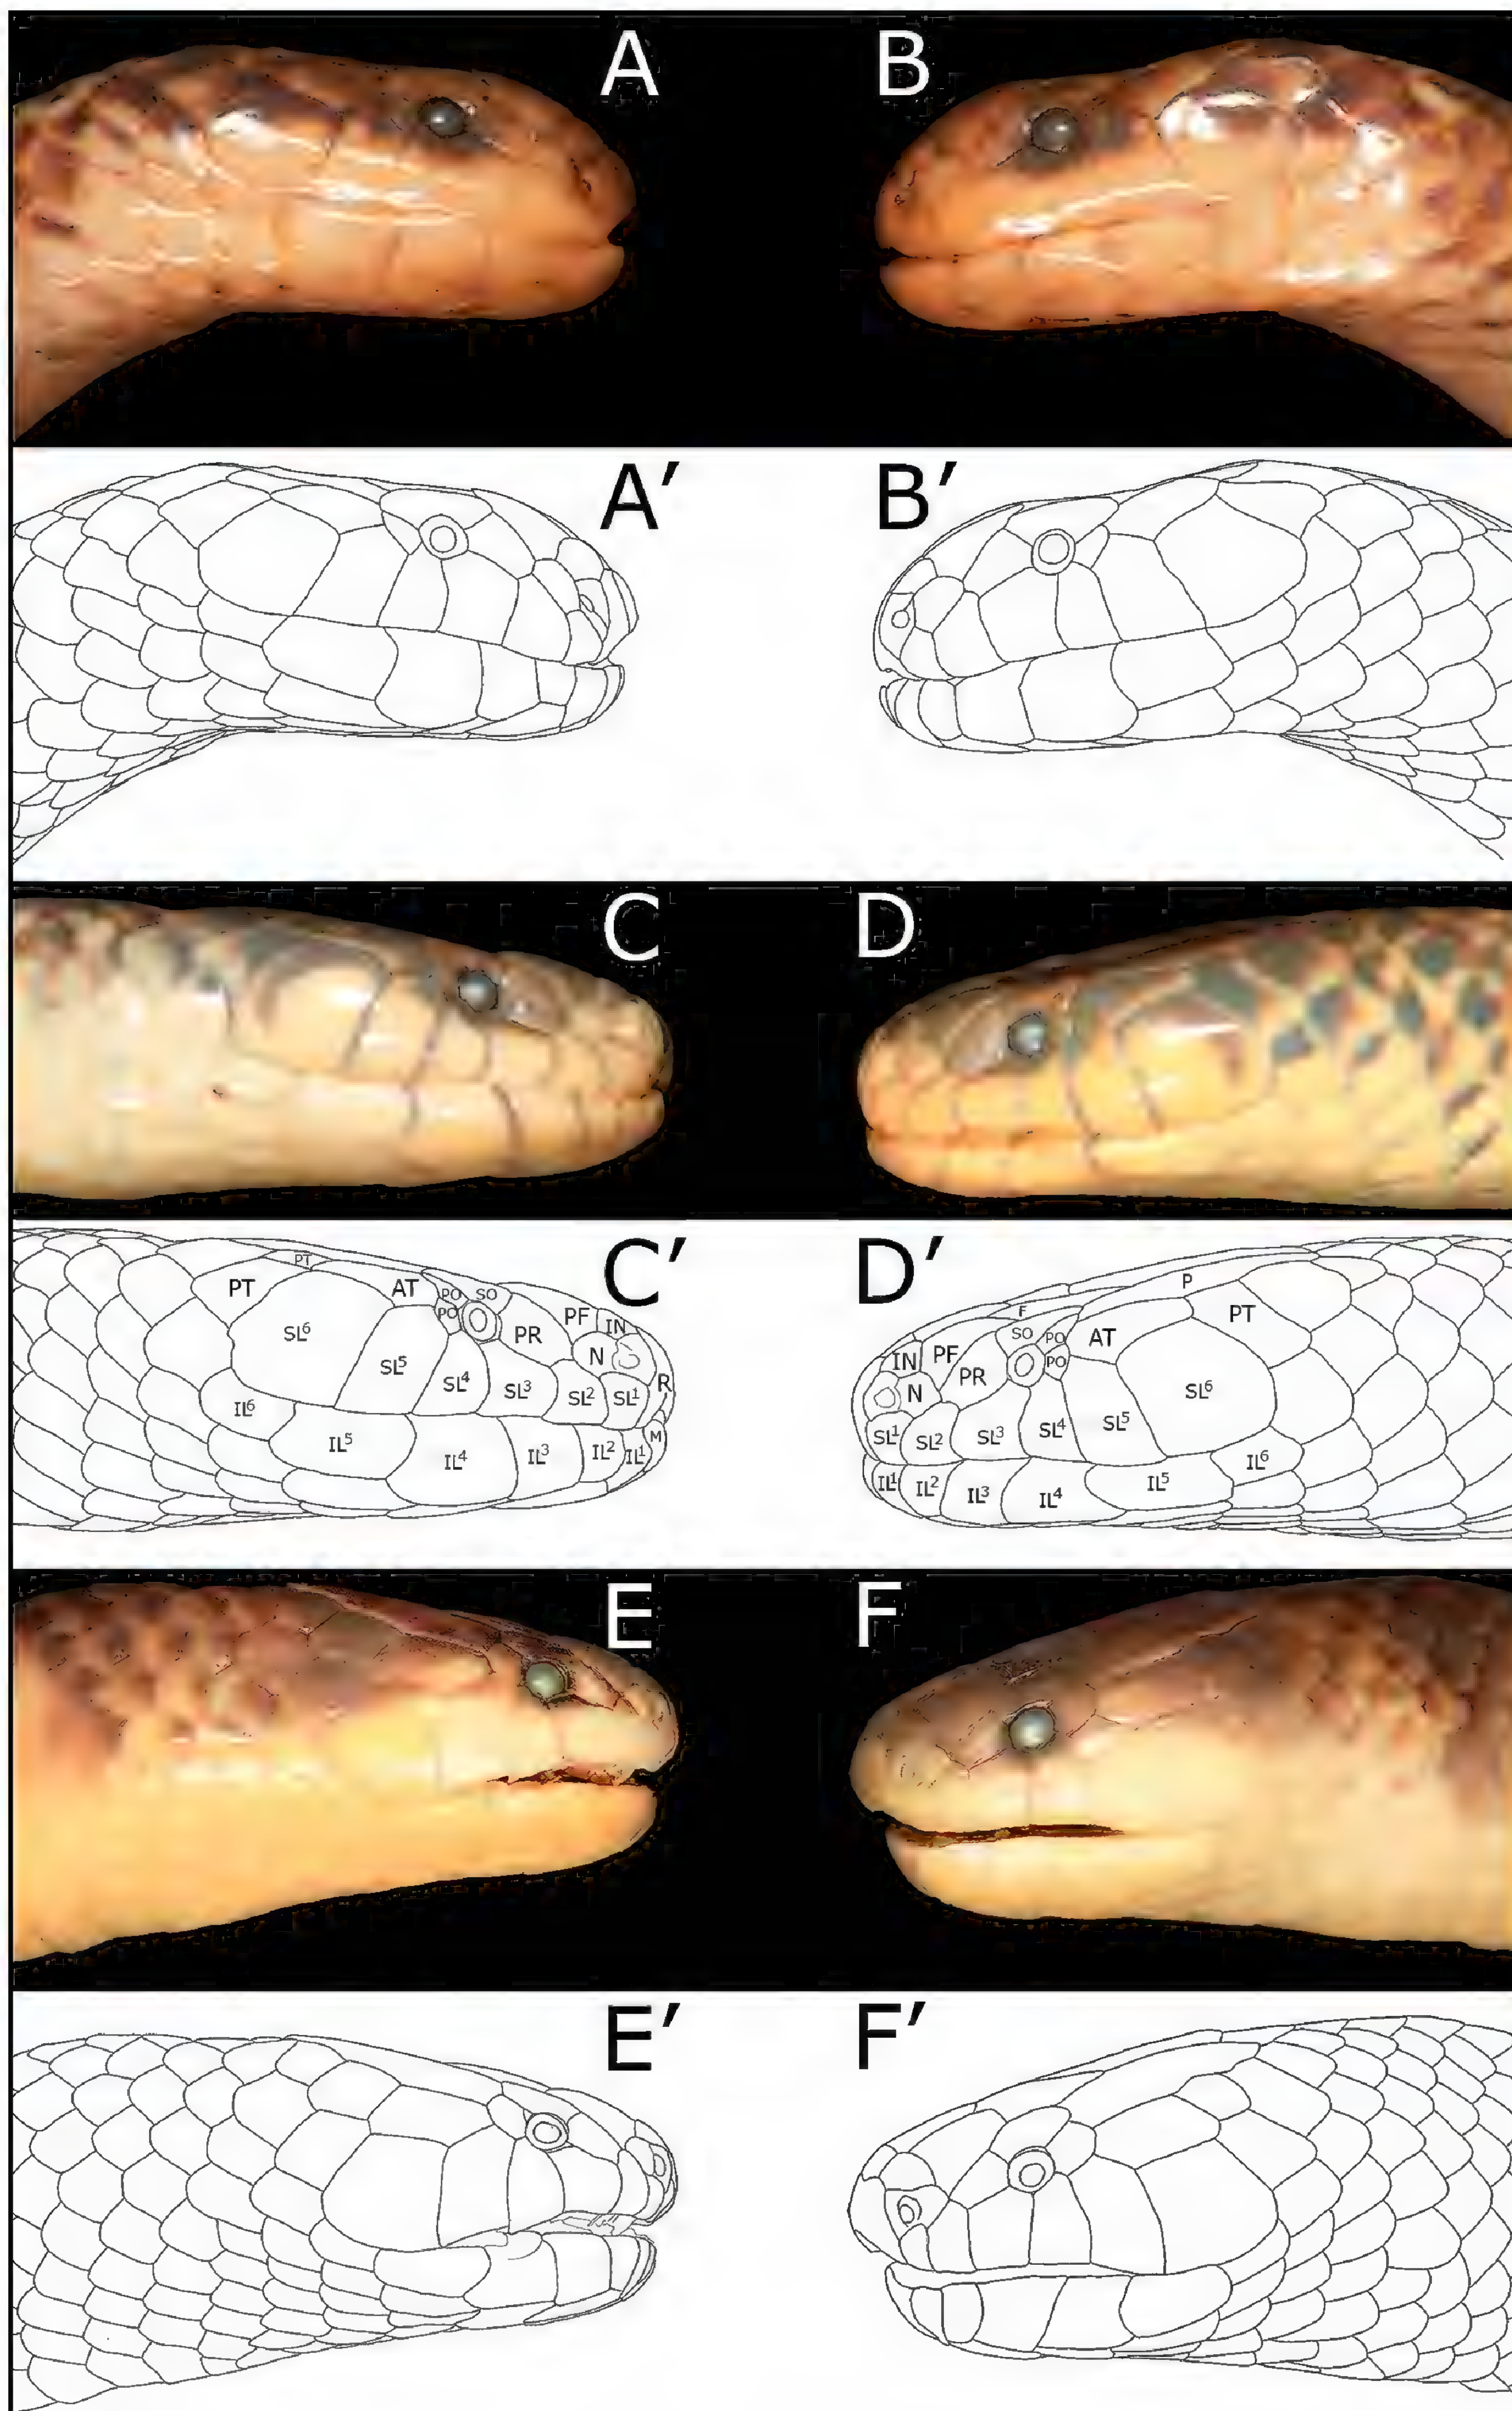 A B
A′ B′
C D
C′ D′
PT
PT AT PO SO PF IN
PO
SL⁶ PR N
SL⁵ SL⁴ SL³ SL² SL¹ R
IL⁶ IL⁵ IL⁴ IL³ IL² IL¹ M
P
F PT
IN PF SO PO AT
N PR PO
SL¹ SL² SL³ SL⁴ SL⁵ SL⁶
IL¹ IL² IL³ IL⁴ IL⁵ IL⁶
E F
E′ F′